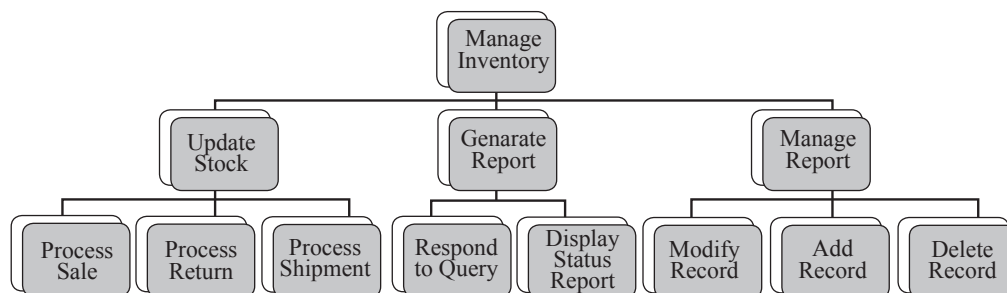 Manage
Inventory
Update
Stock
Genarate
Report
Manage
Report
Process
Sale
Process
Return
Process
Shipment
Respond
to Query
Display
Status
Report
Modify
Record
Add
Record
Delete
Record